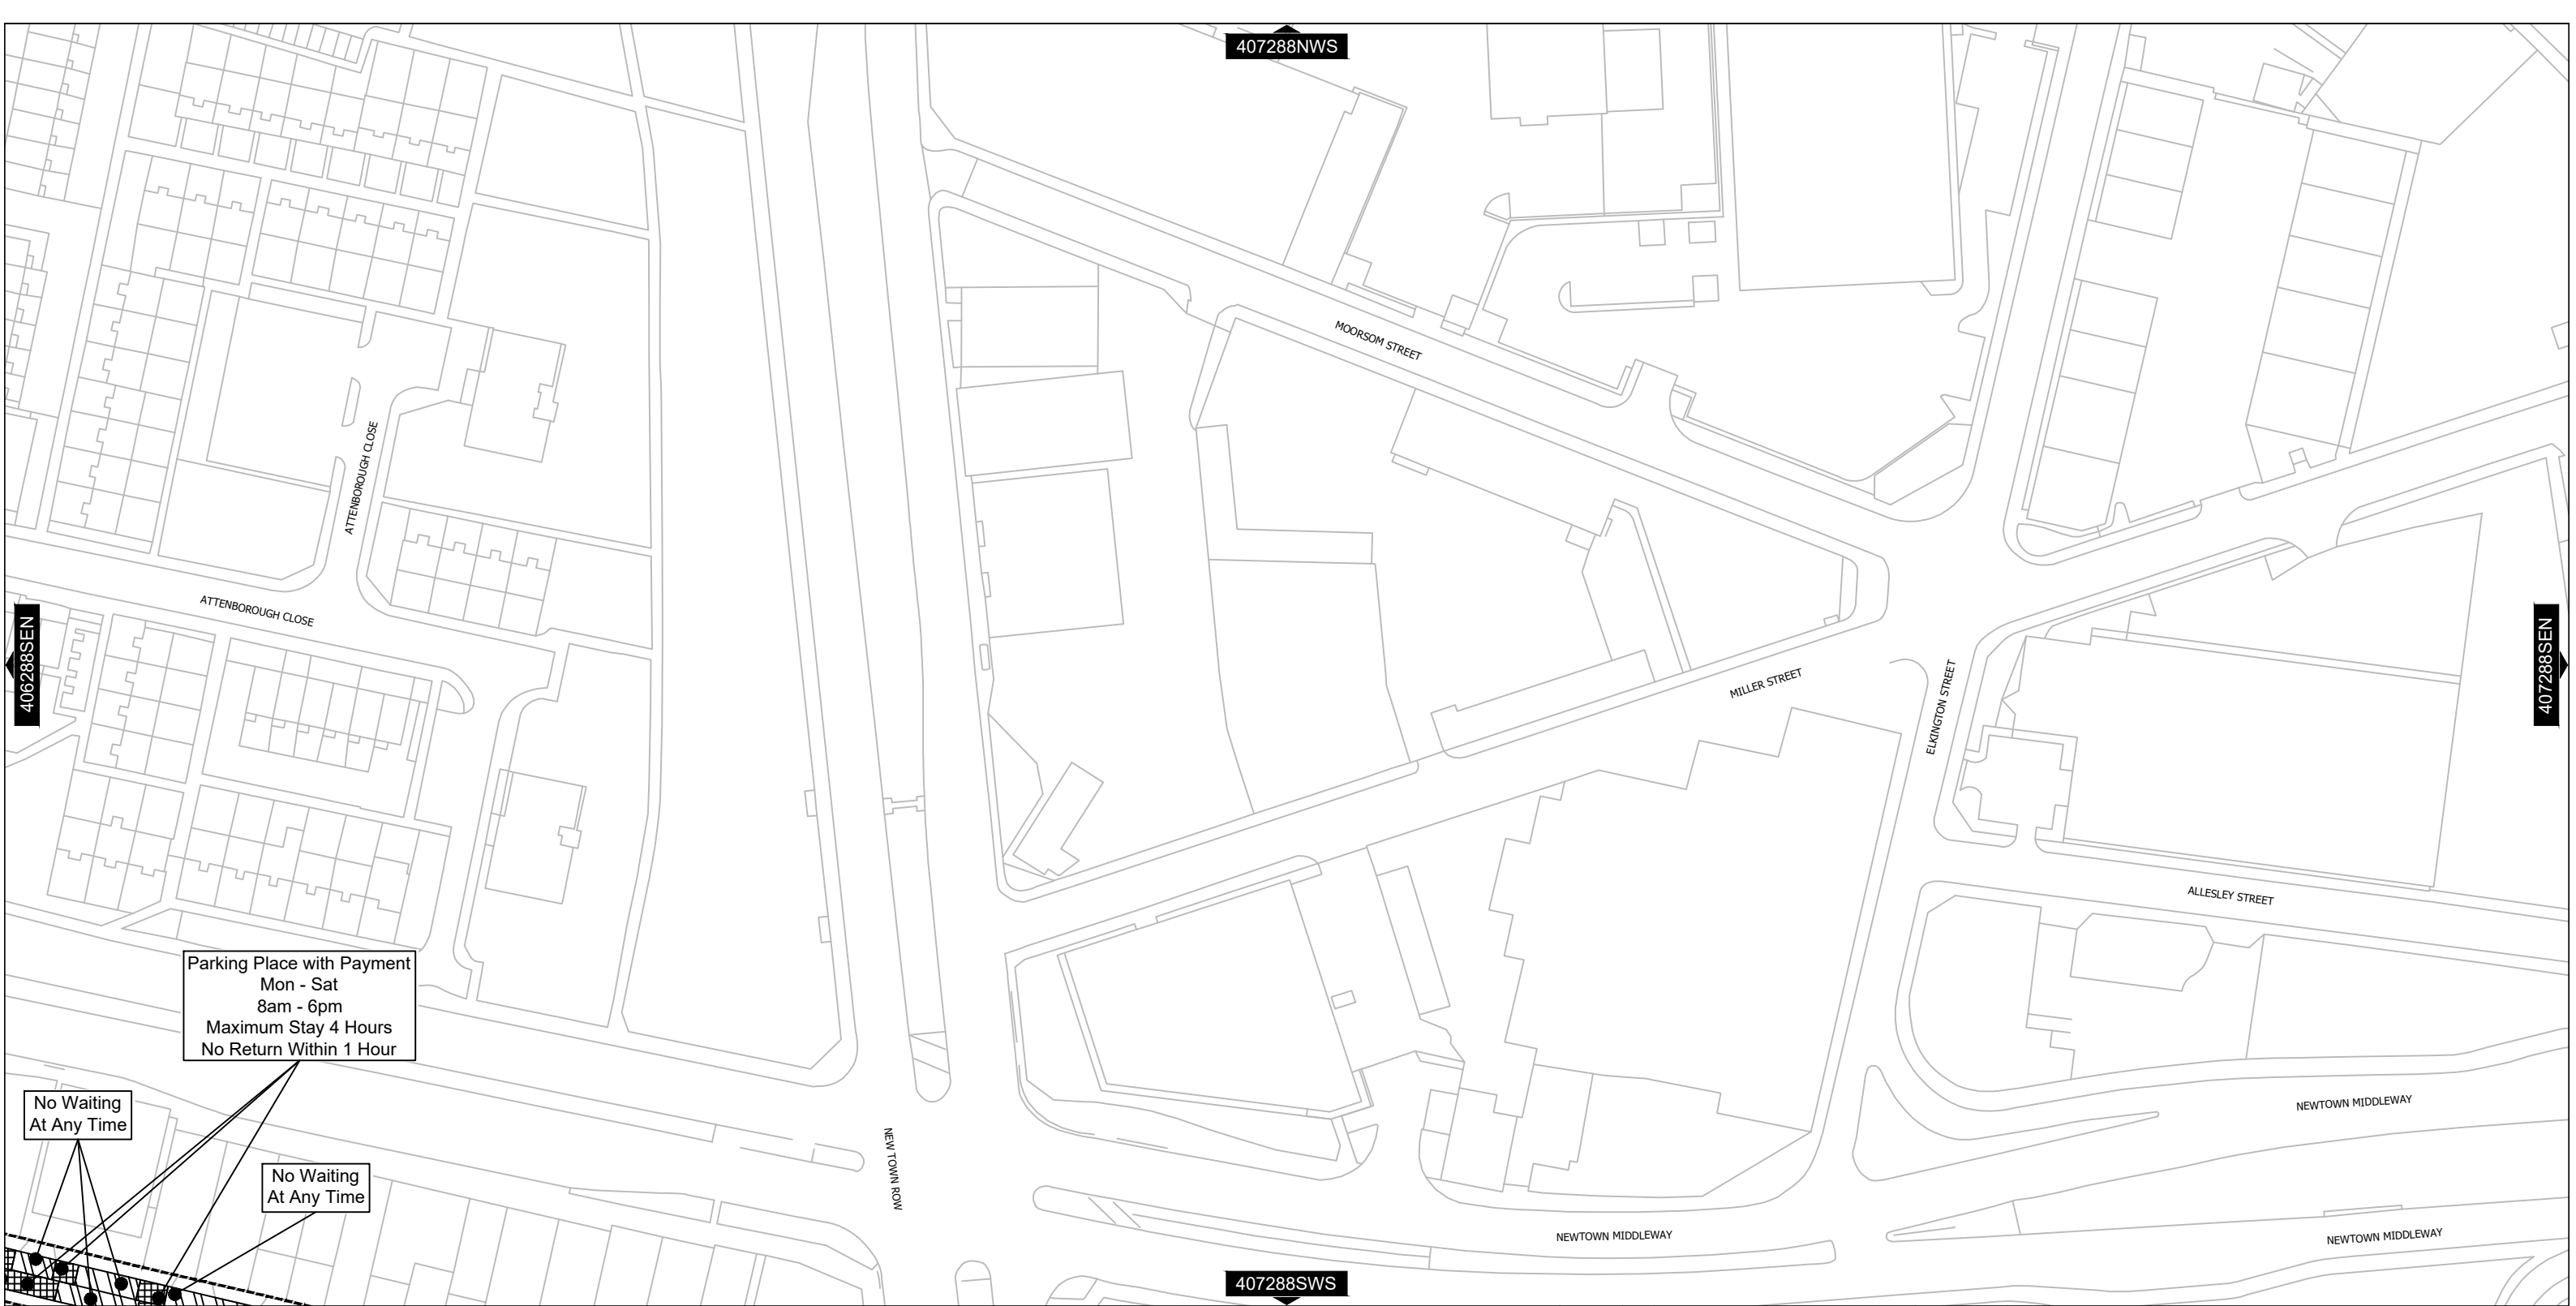 407288NWS
MOORSOM STREET
ATTENBOROUGH CLOSE
ATTENBOROUGH CLOSE
406288SEN
407288SEN
MILLER STREET
ELKINGTON STREET
ALLESLEY STREET
Parking Place with Payment
Mon - Sat
8am - 6pm
Maximum Stay 4 Hours
No Return Within 1 Hour
No Waiting
At Any Time
No Waiting
At Any Time
NEW TOWN ROW
NEWTOWN MIDDLEWAY
NEWTOWN MIDDLEWAY
NEWTOWN MIDDLEWAY
407288SWS